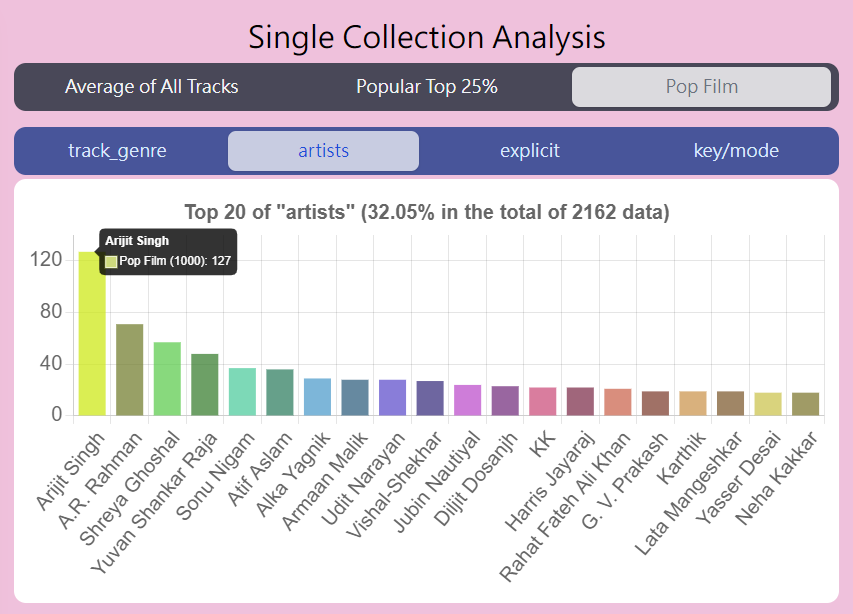 Single Collection Analysis
Average of All Tracks Popular Top 25% Pop Film
track_genre artists explicit key/mode
Top 20 of "artists" (32.05% in the total of 2162 data)
Arijit Singh
Pop Film (1000): 127
120
80
40
0
Arijit Singh
A.R. Rahman
Shreya Ghoshal
Yuvan Shankar Raja
Sonu Nigam
Atif Aslam
Alka Yagnik
Armaan Malik
Udit Narayan
Vishal-Shekhar
Jubin Nautiyal
Diljit Dosanjh
KK
Harris Jayaraj
Rahat Fateh Ali Khan
G. V. Prakash
Karthik
Lata Mangeshkar
Yasser Desai
Neha Kakkar